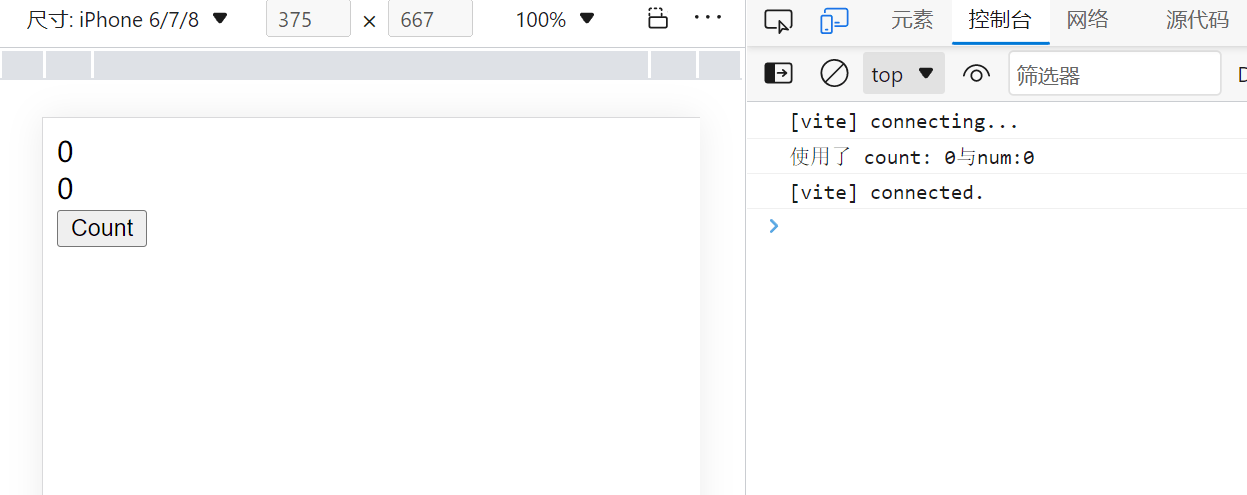 尺寸: iPhone 6/7/8 375 × 667 100% ...
元素 控制台 网络 源代码
top 筛选器 D
0
0
Count
[vite] connecting...
使用了 count: 0与num:0
[vite] connected.